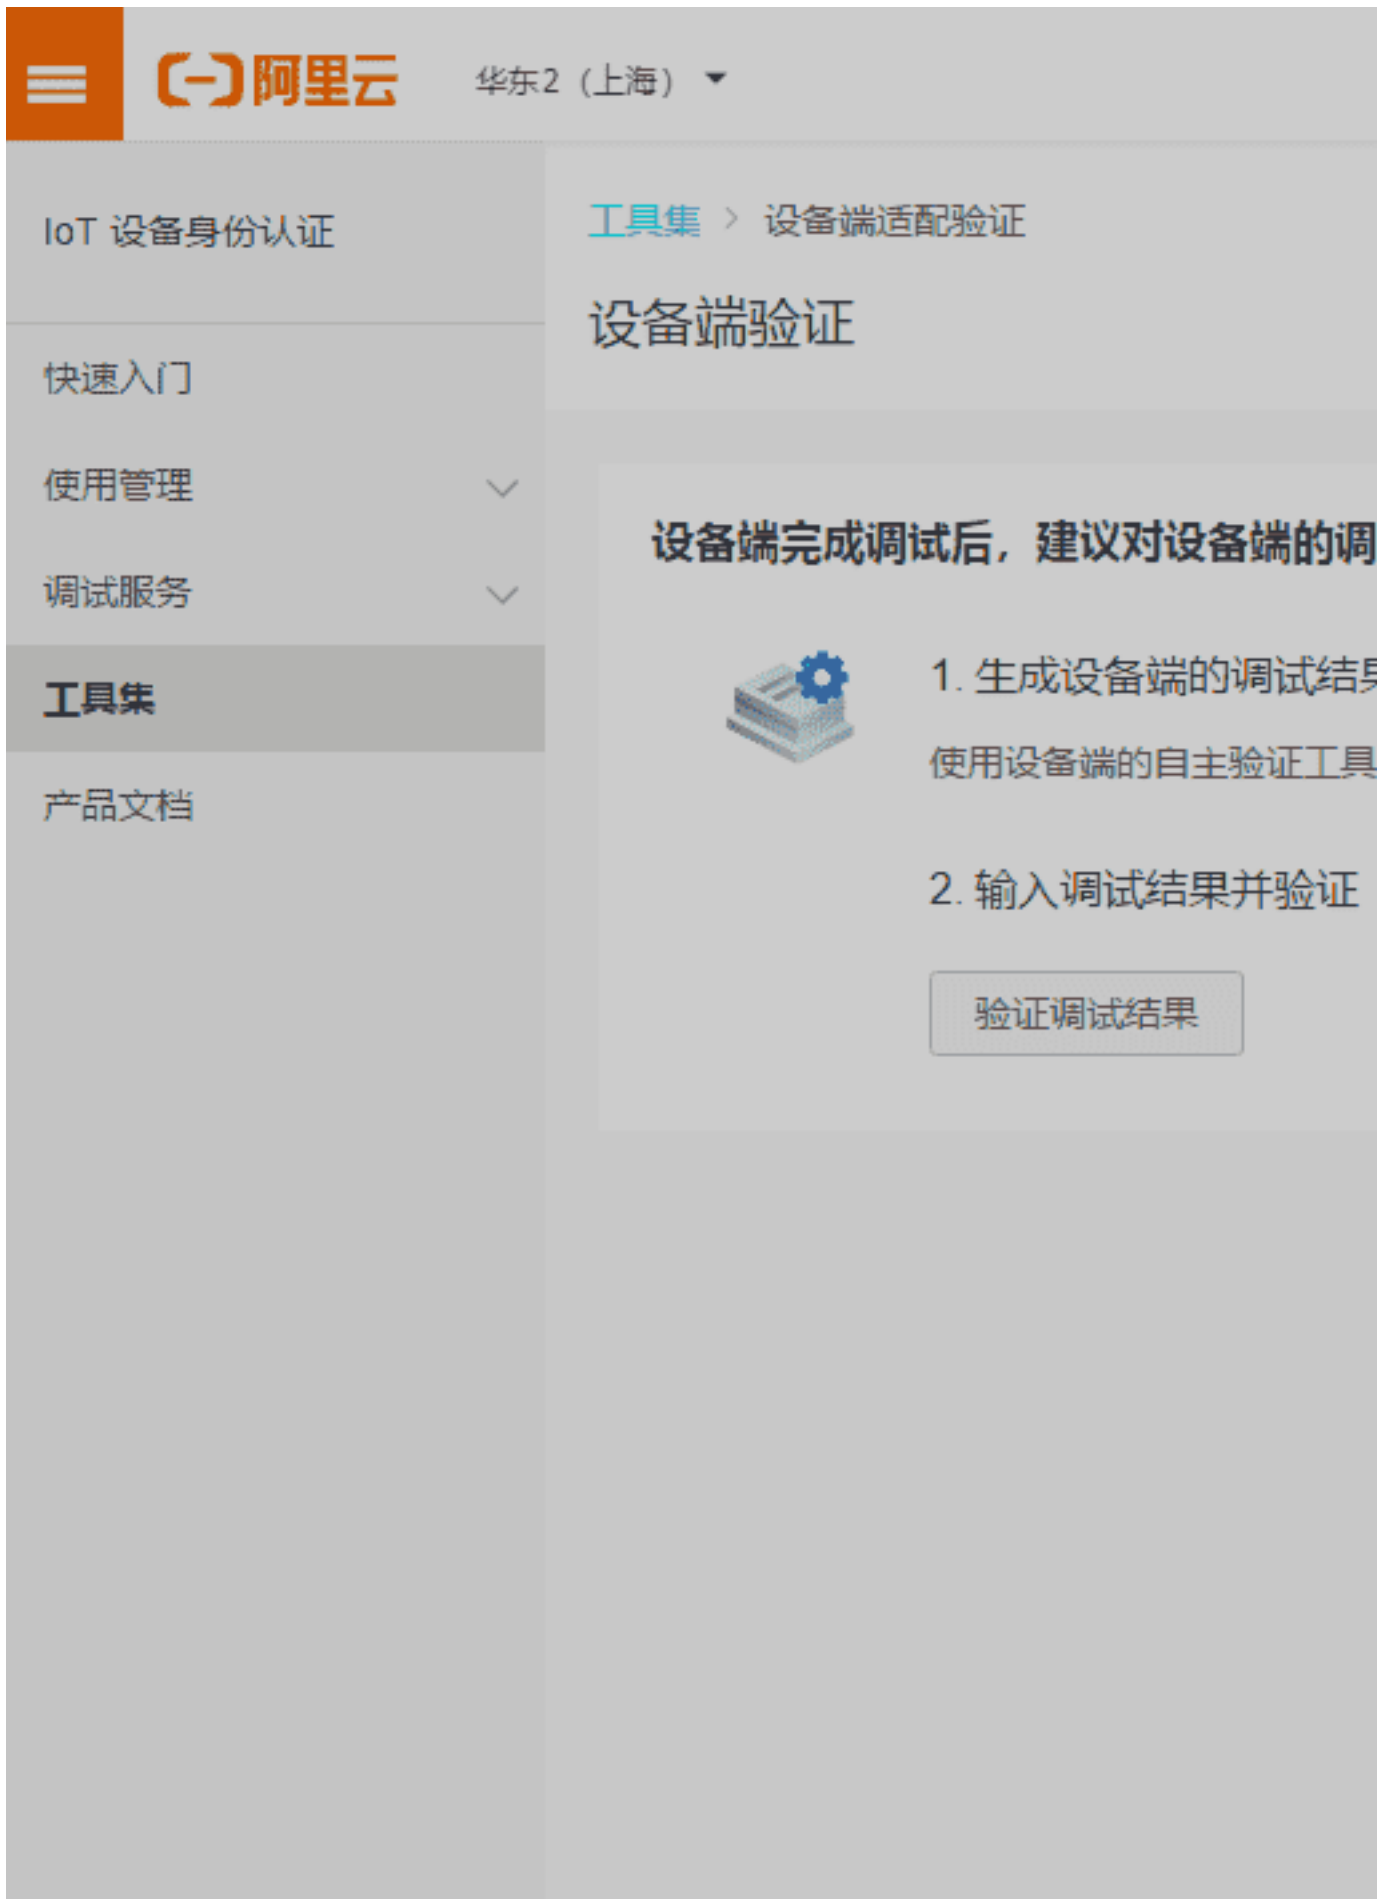 阿里云 华东2（上海）
IoT 设备身份认证
快速入门
使用管理
调试服务
工具集
产品文档
工具集 > 设备端适配验证
设备端验证
设备端完成调试后，建议对设备端的调
1. 生成设备端的调试结果
使用设备端的自主验证工具
2. 输入调试结果并验证
验证调试结果